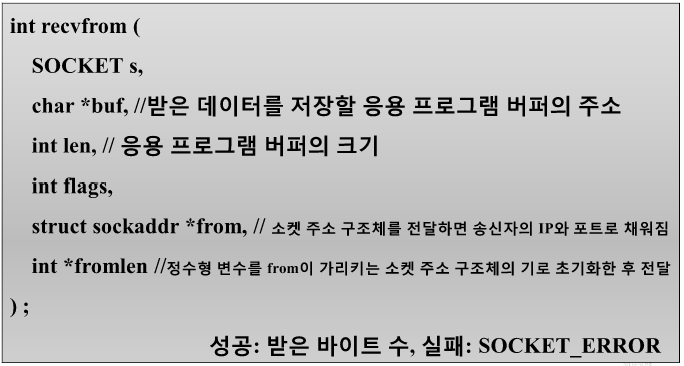 int recvfrom (
SOCKET s,
char *buf, //받은 데이터를 저장할 응용 프로그램 버퍼의 주소
int len, // 응용 프로그램 버퍼의 크기
int flags,
struct sockaddr *from, // 소켓 주소 구조체를 전달하면 송신자의 IP와 포트로 채워짐
int *fromlen //정수형 변수를 from이 가리키는 소켓 주소 구조체의 기로 초기화한 후 전달
) ;
성공: 받은 바이트 수, 실패: SOCKET_ERROR